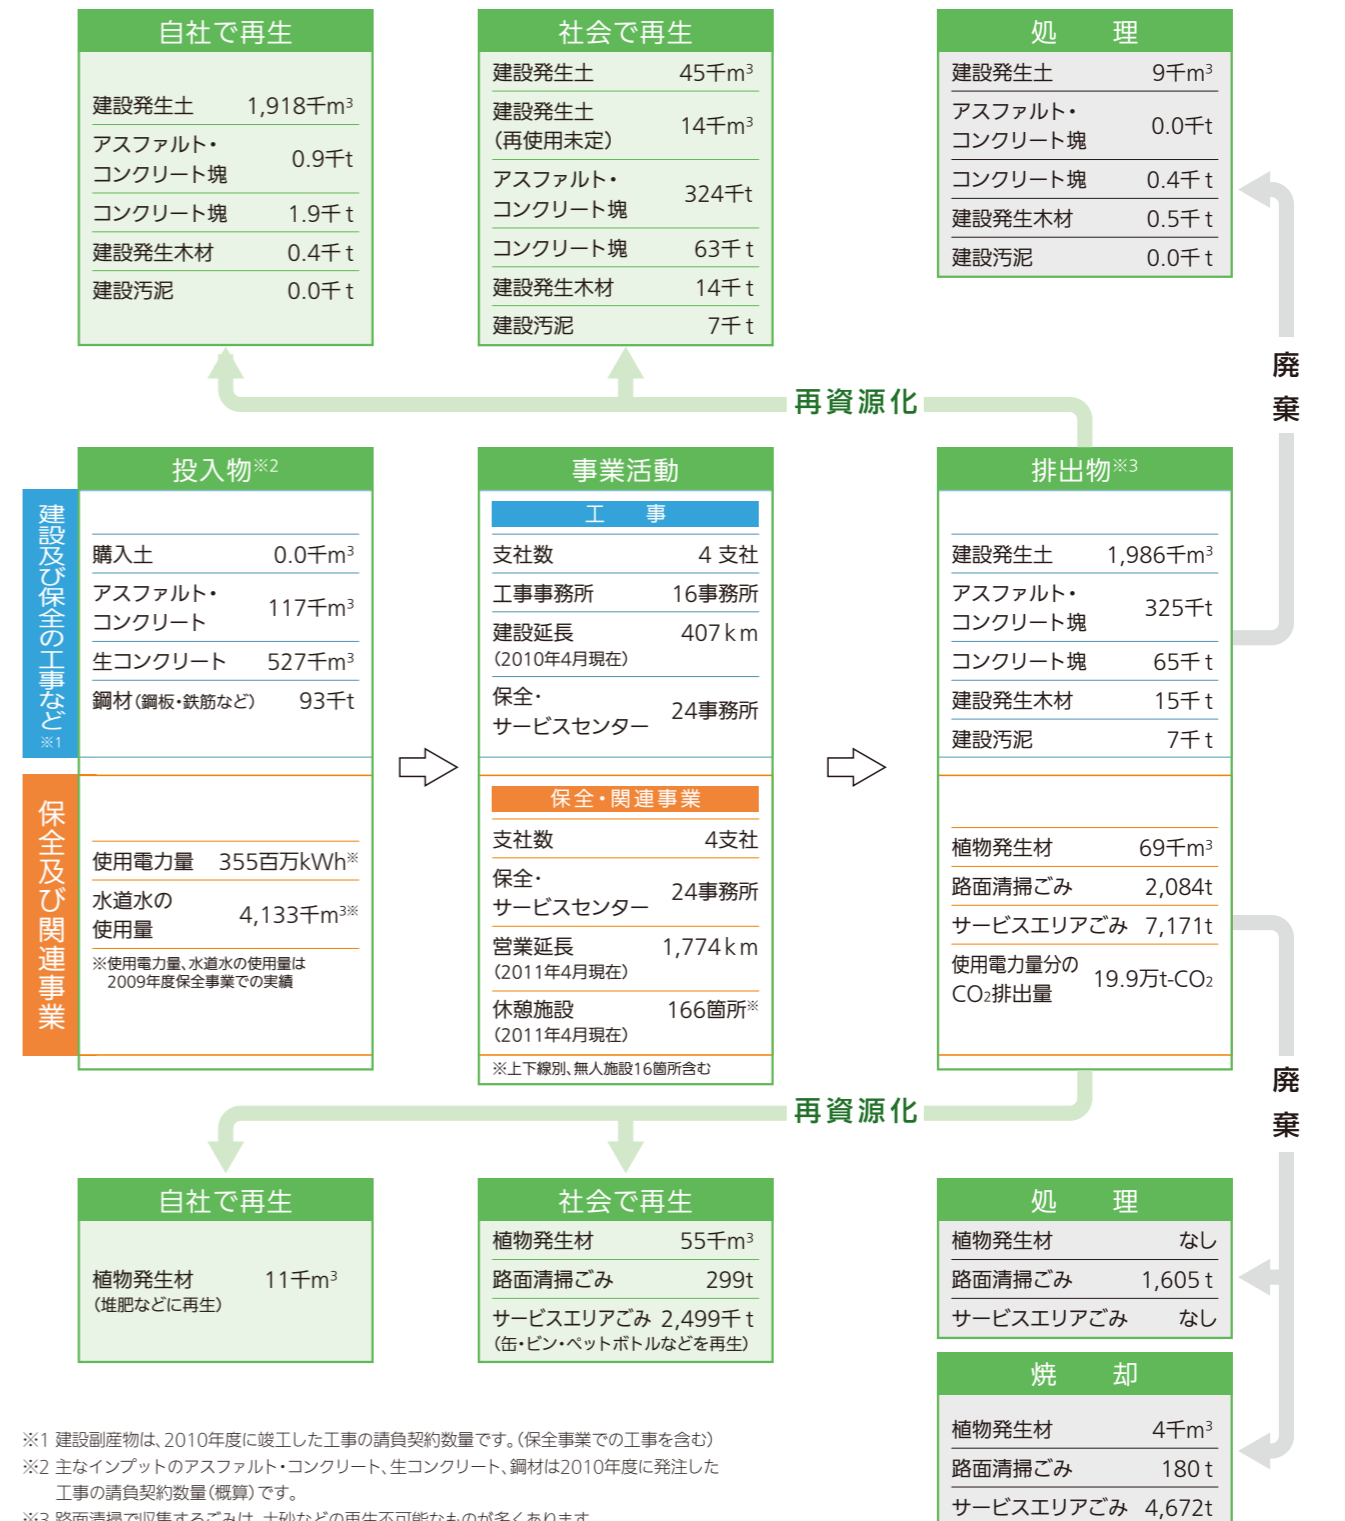 自社で再生
建設発生土 1,918千m³
アスファルト・
コンクリート塊 0.9千t
コンクリート塊 1.9千t
建設発生木材 0.4千t
建設汚泥 0.0千t
社会で再生
建設発生土 45千m³
建設発生土
(再使用未定) 14千m³
アスファルト・
コンクリート塊 324千t
コンクリート塊 63千t
建設発生木材 14千t
建設汚泥 7千t
処 理
建設発生土 9千m³
アスファルト・
コンクリート塊 0.0千t
コンクリート塊 0.4千t
建設発生木材 0.5千t
建設汚泥 0.0千t
廃棄
再資源化
建設及び保全の工事など※1
投入物※2
購入土 0.0千m³
アスファルト・
コンクリート 117千m³
生コンクリート 527千m³
鋼材(鋼板・鉄筋など) 93千t
事業活動
工 事
支社数 4支社
工事事務所 16事務所
建設延長 407km
(2010年4月現在)
保全・
サービスセンター 24事務所
排出物※3
建設発生土 1,986千m³
アスファルト・
コンクリート塊 325千t
コンクリート塊 65千t
建設発生木材 15千t
建設汚泥 7千t
保全及び関連事業
使用電力量 355百万kWh※
水道水の
使用量 4,133千m³※
※使用電力量、水道水の使用量は
2009年度保全事業での実績
保全・関連事業
支社数 4支社
保全・
サービスセンター 24事務所
営業延長 1,774km
(2011年4月現在)
休憩施設 166箇所※
(2011年4月現在)
※上下線別、無人施設16箇所含む
植物発生材 69千m³
路面清掃ごみ 2,084t
サービスエリアごみ 7,171t
使用電力量分の
CO₂排出量 19.9万t-CO₂
廃棄
再資源化
自社で再生
植物発生材 11千m³
(堆肥などに再生)
社会で再生
植物発生材 55千m³
路面清掃ごみ 299t
サービスエリアごみ 2,499千t
(缶・ビン・ペットボトルなどを再生)
処 理
植物発生材 なし
路面清掃ごみ 1,605t
サービスエリアごみ なし
焼 却
植物発生材 4千m³
路面清掃ごみ 180t
サービスエリアごみ 4,672t
※1 建設副産物は、2010年度に竣工した工事の請負契約数量です。(保全事業での工事を含む)
※2 主なインプットのアスファルト・コンクリート、生コンクリート、鋼材は2010年度に発注した
工事の請負契約数量(概算)です。
※3 路面清掃で収集するごみは、土砂などの再生不可能なものが多くあります。